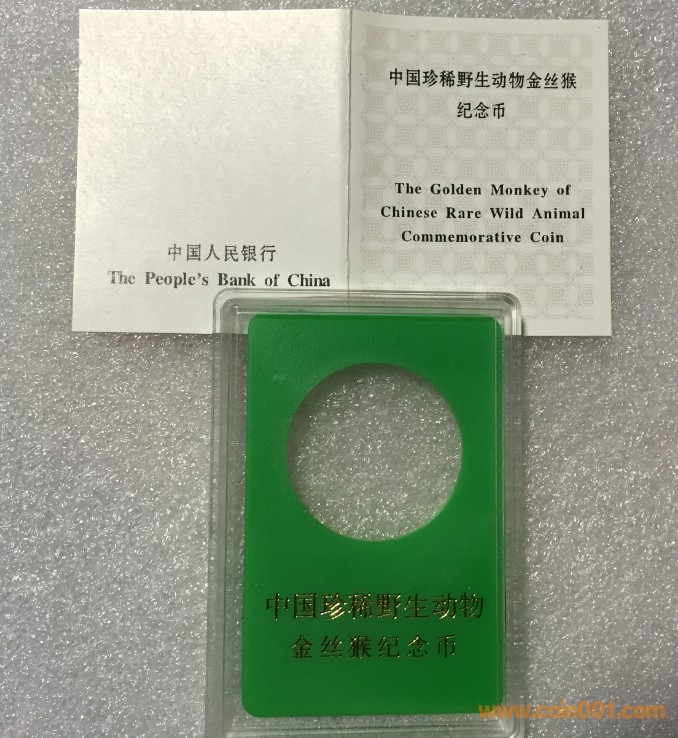 中国人民银行
The People's Bank of China
中国珍稀野生动物金丝猴
纪念币
The Golden Monkey of
Chinese Rare Wild Animal
Commemorative Coin
中国珍稀野生动物
金丝猴纪念币
www.coin001.com